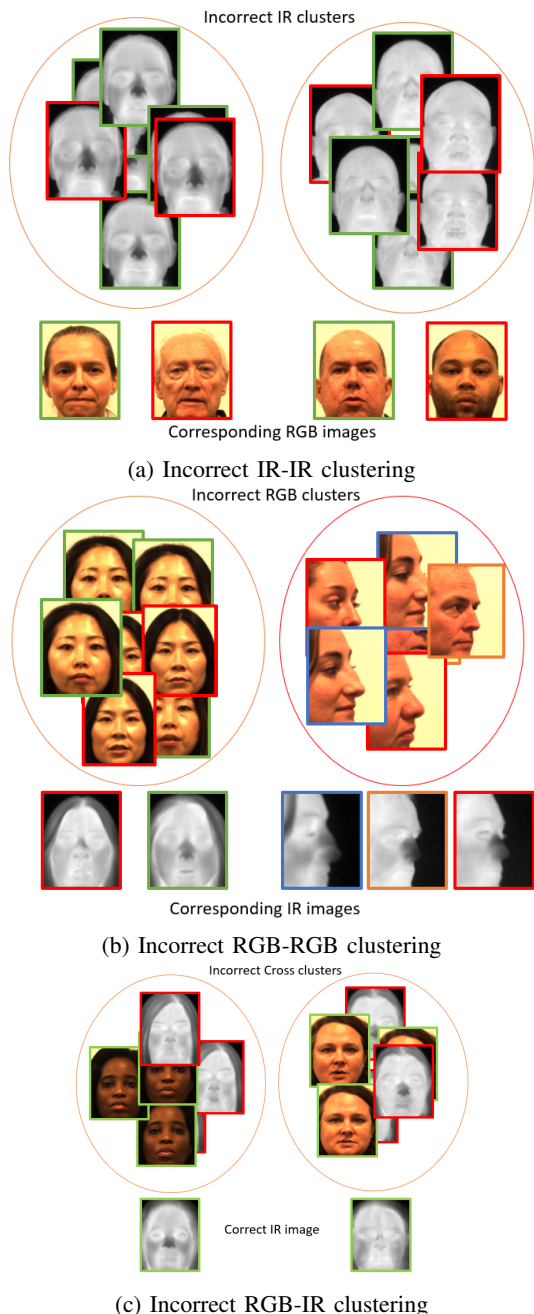 Incorrect IR clusters
Corresponding RGB images
(a) Incorrect IR-IR clustering
Incorrect RGB clusters
Corresponding IR images
(b) Incorrect RGB-RGB clustering
Incorrect Cross clusters
Correct IR image
(c) Incorrect RGB-IR clustering